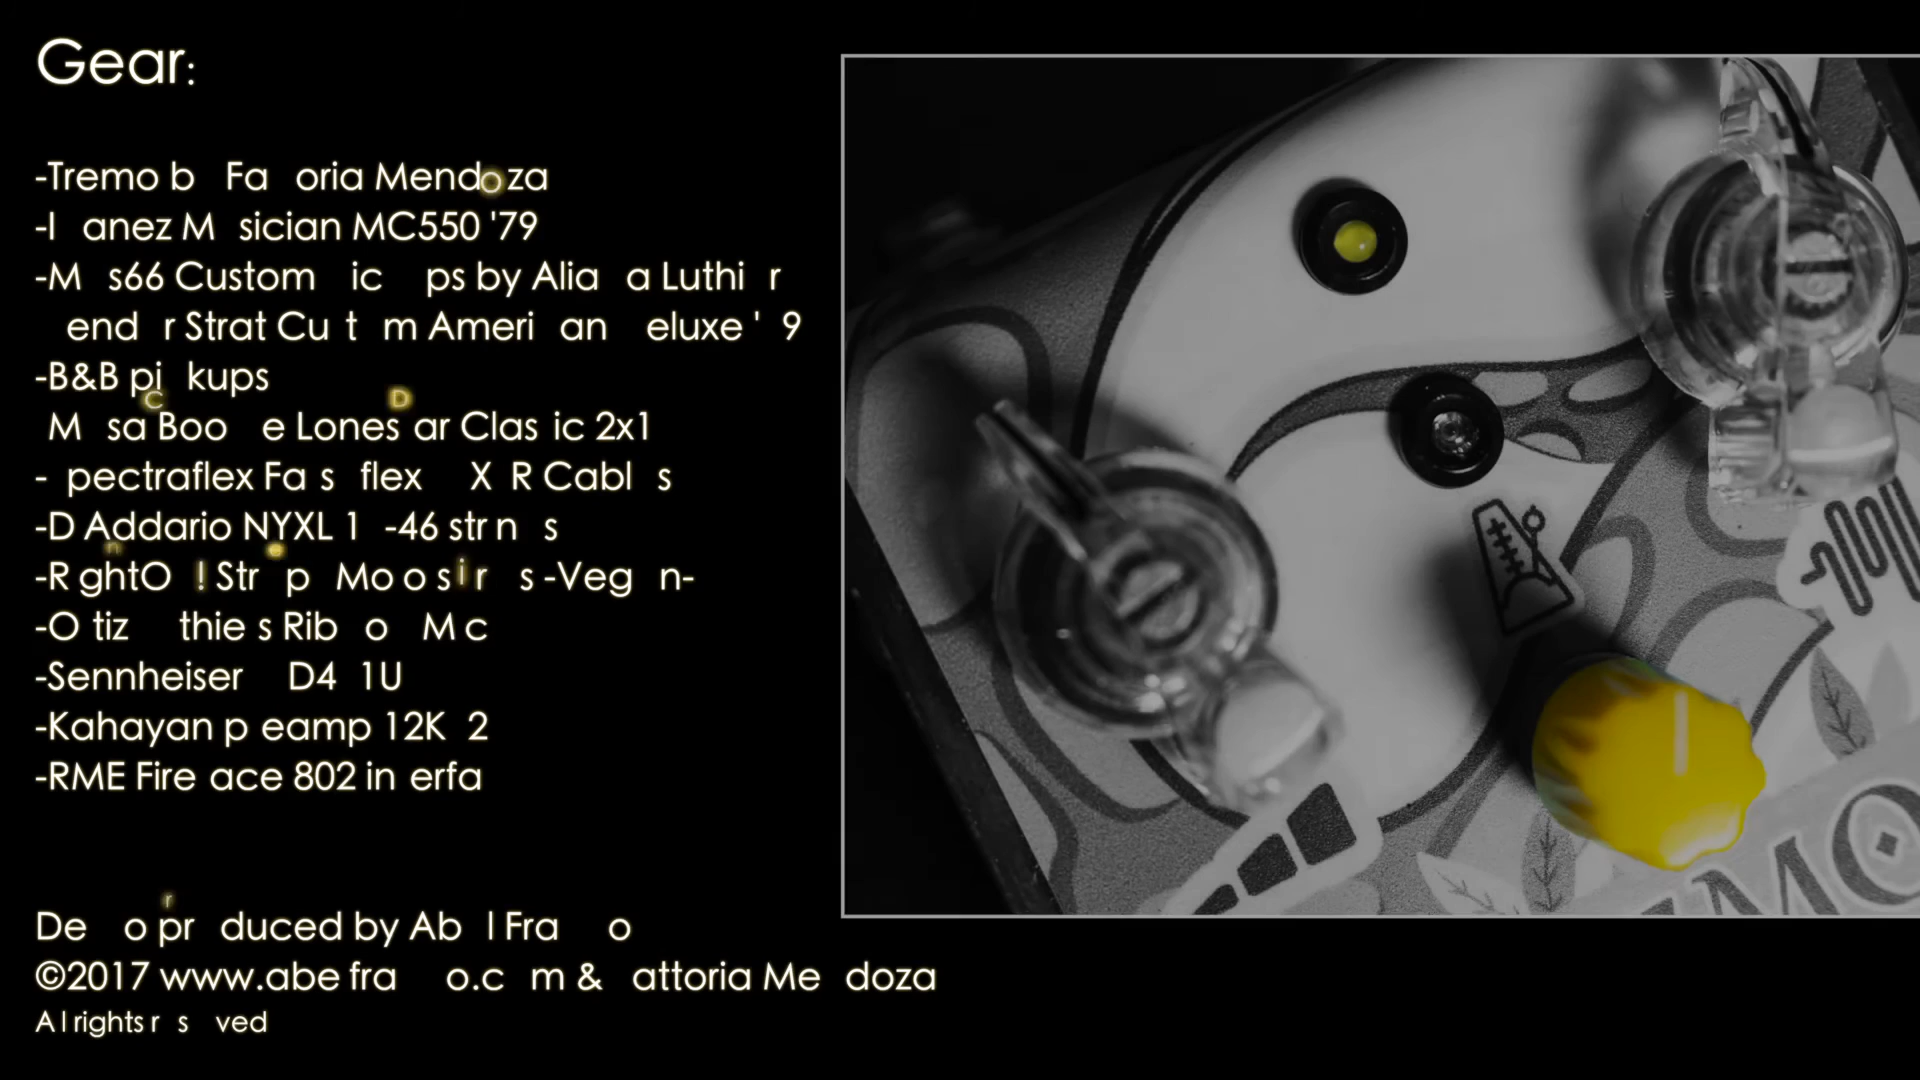 Gear:
-Tremo b Fa oria Mendoza
-I anez M sician MC550 '79
-M s66 Custom ic ps by Alia a Luthi r
end r Strat Cu t m Ameri an eluxe ' 9
-B&B pi kups
C D
M sa Boo e Lones ar Clas ic 2x1
- pectraflex Fa s flex X R Cabl s
-D Addario NYXL 1 -46 str n s
n
-R ghtO ! Str p Mo o s i r s -Veg n-
-O tiz thie s Rib o M c
-Sennheiser D4 1U
-Kahayan p eamp 12K 2
-RME Fire ace 802 in erfa
r
De o pr duced by Ab l Fra o
©2017 www.abe fra o.c m & attoria Me doza
A l rights r s ved
MO